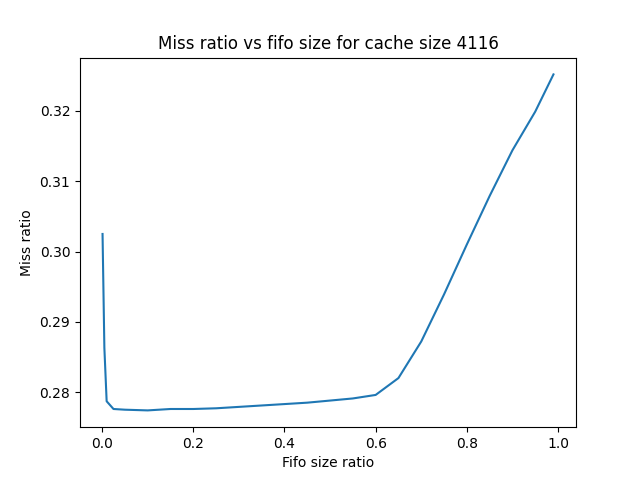 Miss ratio vs fifo size for cache size 4116
Miss ratio
0.32
0.31
0.30
0.29
0.28
0.0 0.2 0.4 0.6 0.8 1.0
Fifo size ratio